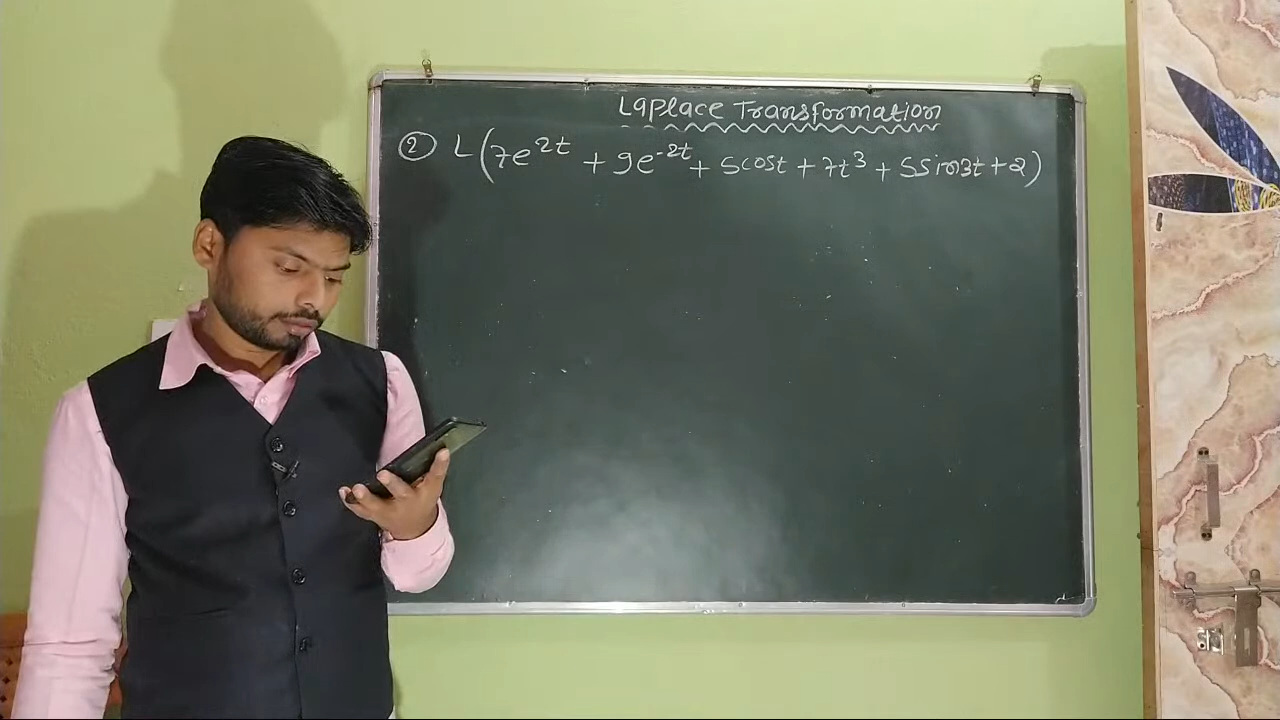 Laplace Transformation
② L(7e^{2t} + 9e^{-2t} + 5cost + 7t^3 + 5sin3t + 2)